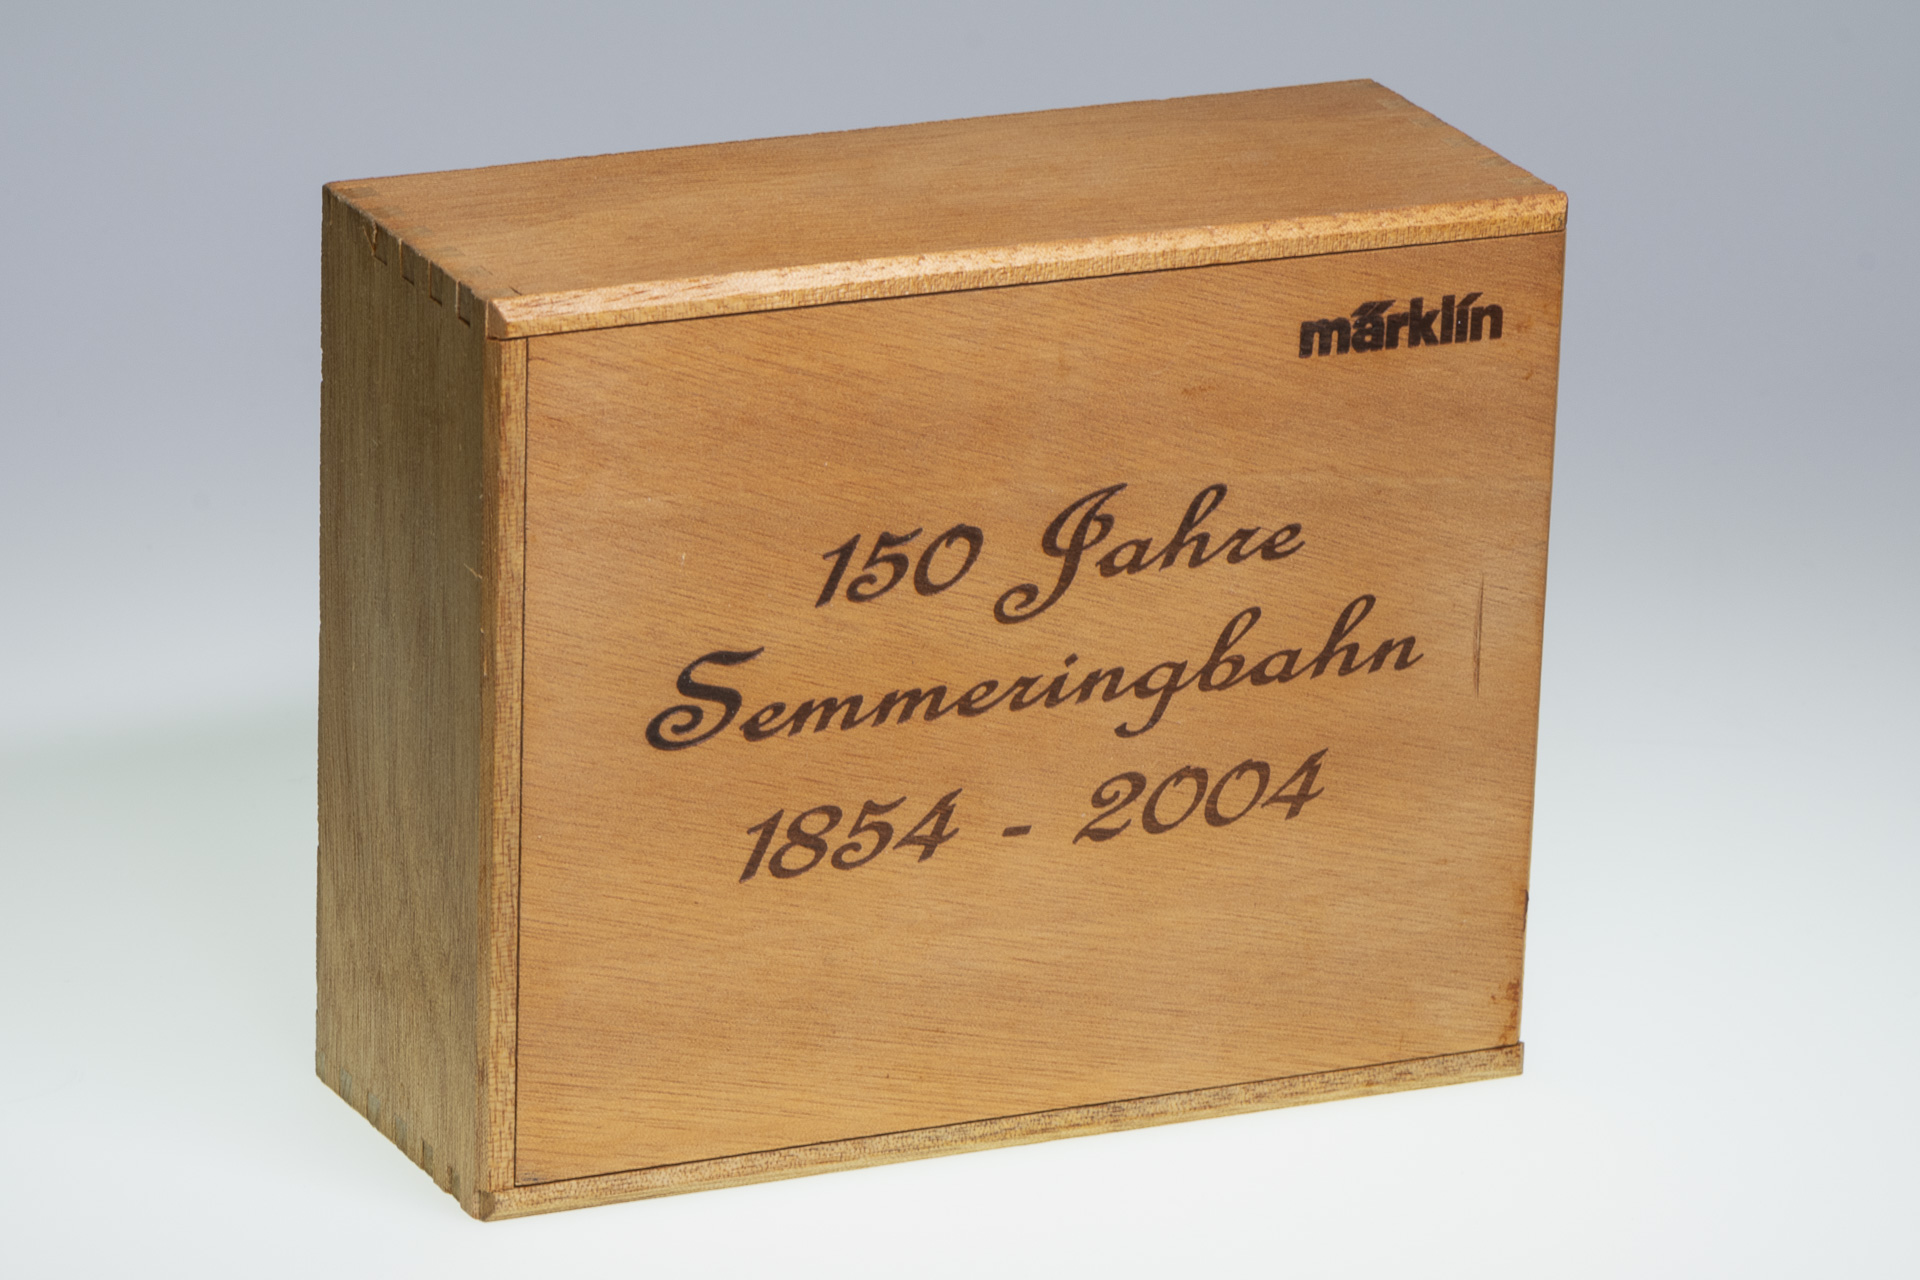 märklin
150 Jahre
Semmeringbahn
1854 - 2004